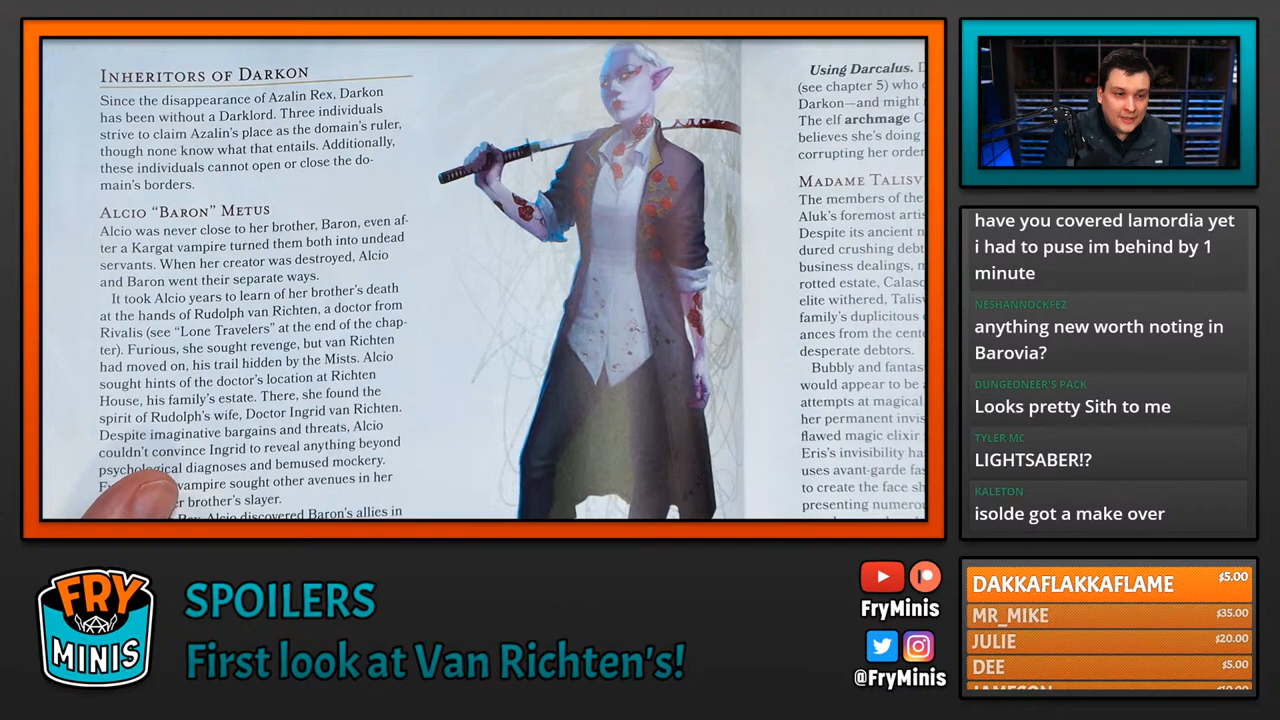 INHERITORS OF DARKON
Since the disappearance of Azalin Rex, Darkon
has been without a Darklord. Three individuals
strive to claim Azalin's place as the domain's ruler,
though none know what that entails. Additionally,
these individuals cannot open or close the do-
main's borders.
ALCIO "BARON" METUS
Alcio was never close to her brother, Baron, even af-
ter a Kargat vampire turned them both into undead
servants. When her creator was destroyed, Alcio
and Baron went their separate ways.
It took Alcio years to learn of her brother's death
at the hands of Rudolph van Richten, a doctor from
Rivalis (see "Lone Travelers" at the end of the chap-
ter). Furious, she sought revenge, but van Richten
had moved on, his trail hidden by the Mists. Alcio
sought hints of the doctor's location at Richten
House, his family's estate. There, she found the
spirit of Rudolph's wife, Doctor Ingrid van Richten.
Despite imaginative bargains and threats, Alcio
couldn't convince Ingrid to reveal anything beyond
psychological diagnoses and bemused mockery.
vampire sought other avenues in her
brother's slayer.
Alcio discovered Baron's allies in
Using Darcalus.
(see chapter 5) who
Darkon—and might
The elf archmage
believes she's doing
corrupting her order
MADAME
The members of the
Aluk's foremost
Despite its ancient
dured crushing debt
business dealings,
rotted estate,
elite withered,
family's duplicitous
ances from the
desperate debtors.
Bubbly and
would appear to be
attempts at magical
her permanent
flawed magic elixir
Eris's invisibility
uses avant-garde
to create the face
presenting
have you covered lamordia yet
i had to puse im behind by 1
minute
NESHANNOCKFEZ
anything new worth noting in
Barovia?
DUNGEONEER'S PACK
Looks pretty Sith to me
TYLER MC
LIGHTSABER!?
KALETON
isolde got a make over
FRY
MINIS
SPOILERS
First look at Van Richten's!
FryMinis
@FryMinis
DAKKAFLAKKAFLAME $5.00
MR_MIKE $35.00
JULIE $20.00
DEE $5.00